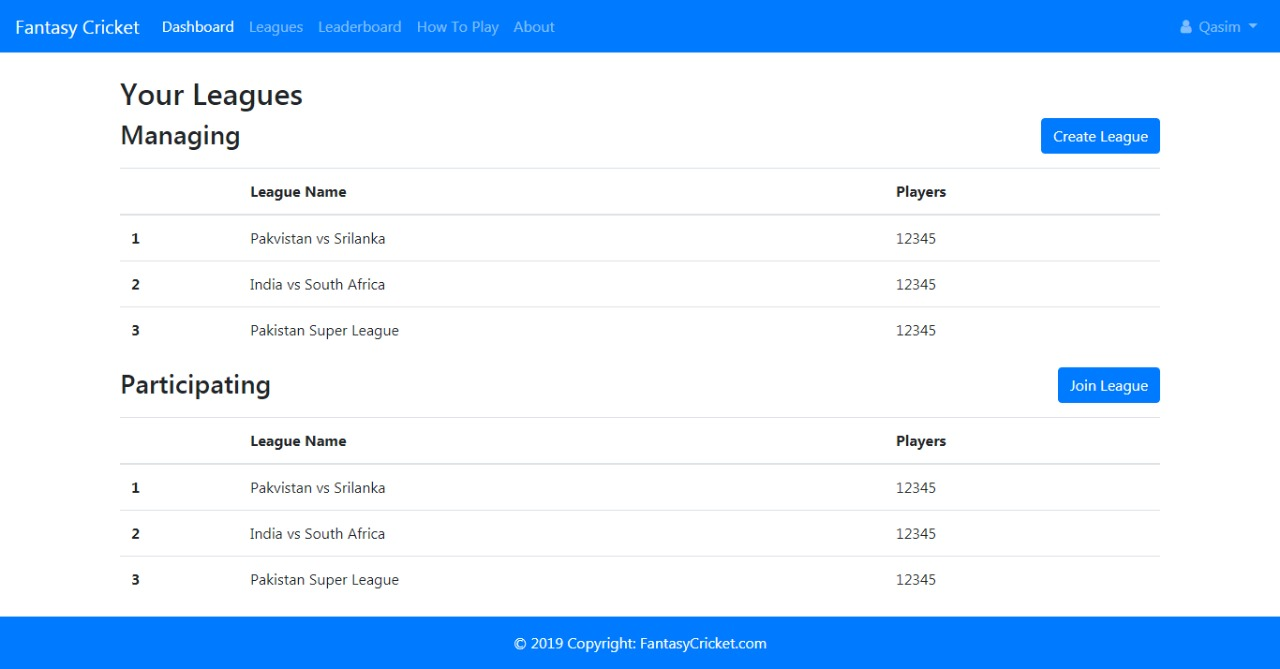 Fantasy Cricket Dashboard Leagues Leaderboard How To Play About Qasim
Your Leagues
Managing Create League
League Name Players
1 Pakvistan vs Srilanka 12345
2 India vs South Africa 12345
3 Pakistan Super League 12345
Participating Join League
League Name Players
1 Pakvistan vs Srilanka 12345
2 India vs South Africa 12345
3 Pakistan Super League 12345
© 2019 Copyright: FantasyCricket.com